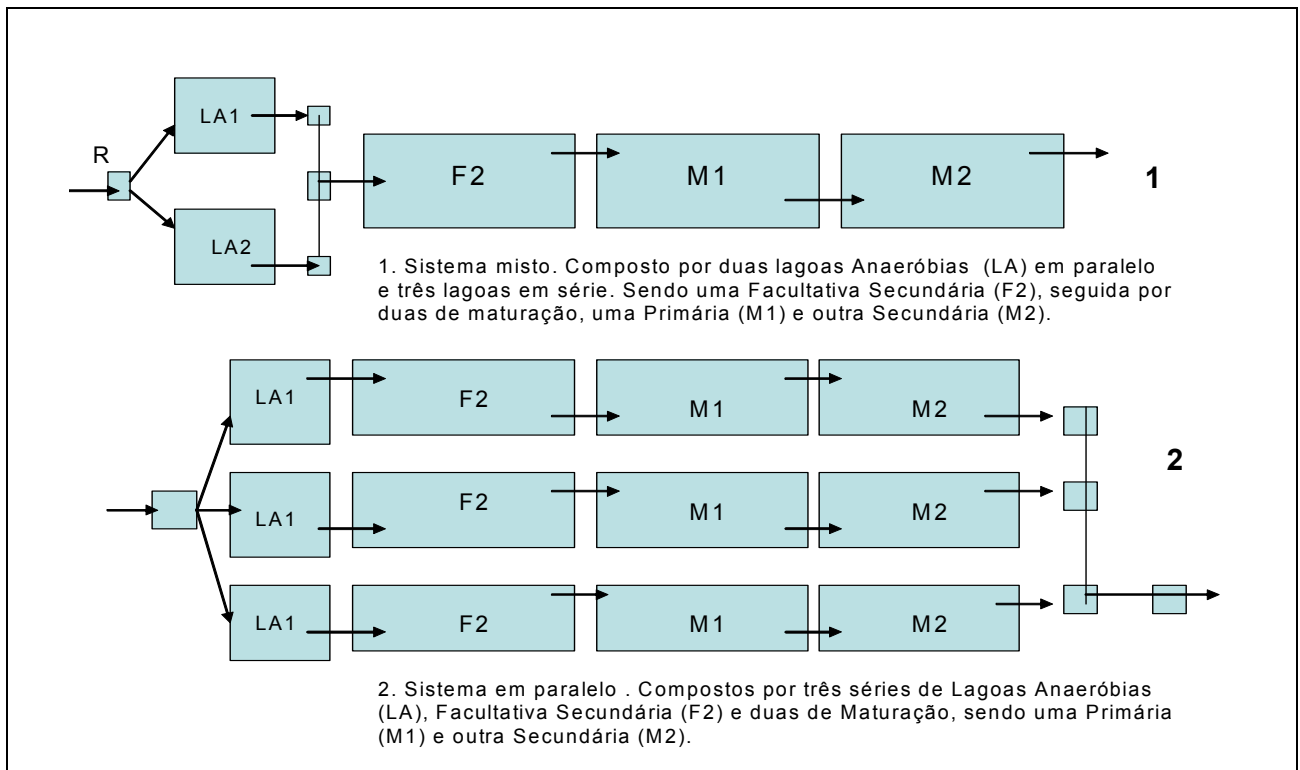 LA1
R
F2
M1
M2
1
LA2
1. Sistema misto. Composto por duas lagoas Anaeróbias (LA) em paralelo
e três lagoas em série. Sendo uma Facultativa Secundária (F2), seguida por
duas de maturação, uma Primária (M1) e outra Secundária (M2).
LA1
F2
M1
M2
2
LA1
F2
M1
M2
LA1
F2
M1
M2
2. Sistema em paralelo . Compostos por três séries de Lagoas Anaeróbias
(LA), Facultativa Secundária (F2) e duas de Maturação, sendo uma Primária
(M1) e outra Secundária (M2).